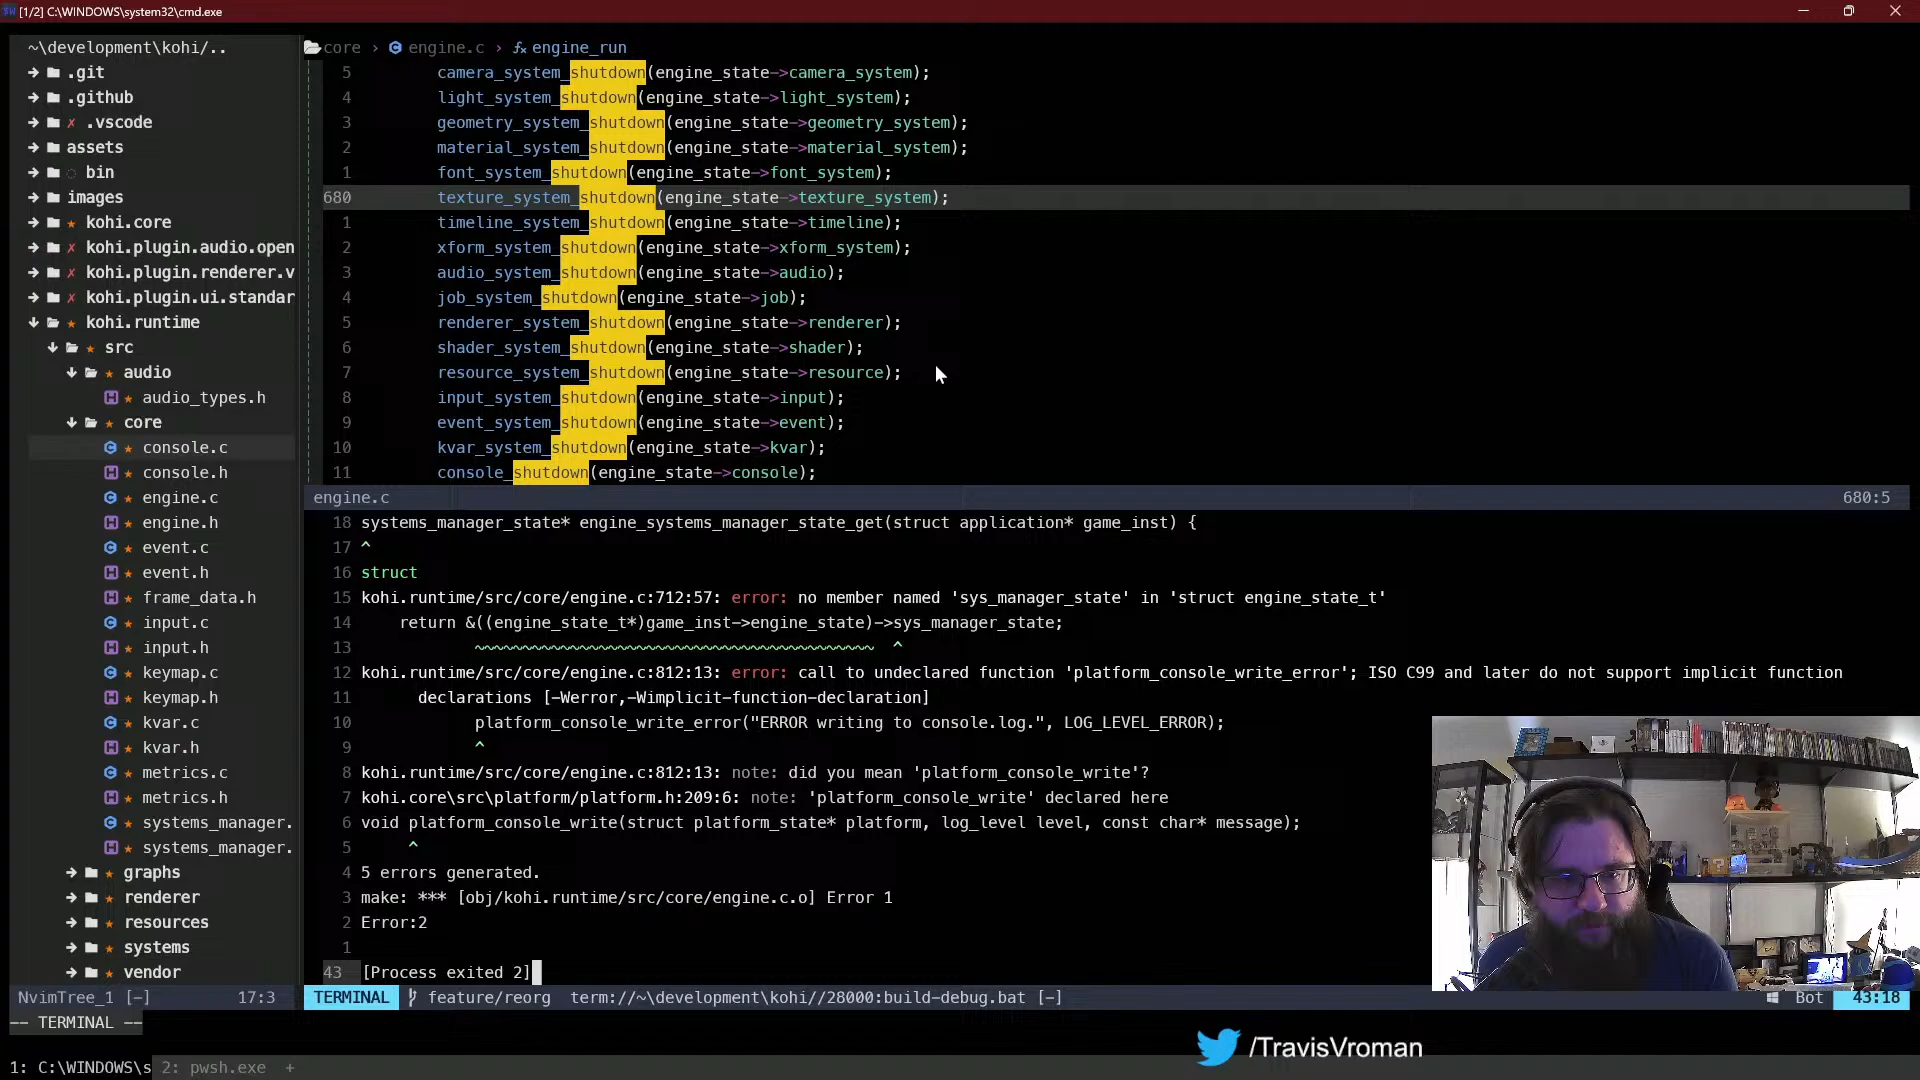 [1/2] C:\WINDOWS\system32\cmd.exe
~\development\kohi/..
.git
.github
✗ .vscode
assets
bin
images
kohi.core
✗ kohi.plugin.audio.open
✗ kohi.plugin.renderer.v
✗ kohi.plugin.ui.standar
kohi.runtime
src
audio
audio_types.h
core
console.c
console.h
engine.c
engine.h
event.c
event.h
frame_data.h
input.c
input.h
keymap.c
keymap.h
kvar.c
kvar.h
metrics.c
metrics.h
systems_manager.
systems_manager.
graphs
renderer
resources
systems
vendor
NvimTree_1 [-] 17:3
core > engine.c > engine_run
5 camera_system_shutdown(engine_state->camera_system);
4 light_system_shutdown(engine_state->light_system);
3 geometry_system_shutdown(engine_state->geometry_system);
2 material_system_shutdown(engine_state->material_system);
1 font_system_shutdown(engine_state->font_system);
680 texture_system_shutdown(engine_state->texture_system);
1 timeline_system_shutdown(engine_state->timeline);
2 xform_system_shutdown(engine_state->xform_system);
3 audio_system_shutdown(engine_state->audio);
4 job_system_shutdown(engine_state->job);
5 renderer_system_shutdown(engine_state->renderer);
6 shader_system_shutdown(engine_state->shader);
7 resource_system_shutdown(engine_state->resource);
8 input_system_shutdown(engine_state->input);
9 event_system_shutdown(engine_state->event);
10 kvar_system_shutdown(engine_state->kvar);
11 console_shutdown(engine_state->console);
engine.c 680:5
18 systems_manager_state* engine_systems_manager_state_get(struct application* game_inst) {
17 ^
16 struct
15 kohi.runtime/src/core/engine.c:712:57: error: no member named 'sys_manager_state' in 'struct engine_state_t'
14 return &((engine_state_t*)game_inst->engine_state)->sys_manager_state;
13 ~~~~~~~~~~~~~~~~~~~~~~~~~~~~~~~~~~~~~~~~~~ ^
12 kohi.runtime/src/core/engine.c:812:13: error: call to undeclared function 'platform_console_write_error'; ISO C99 and later do not support implicit function
11 declarations [-Werror,-Wimplicit-function-declaration]
10 platform_console_write_error("ERROR writing to console.log.", LOG_LEVEL_ERROR);
9 ^
8 kohi.runtime/src/core/engine.c:812:13: note: did you mean 'platform_console_write'?
7 kohi.core\src\platform/platform.h:209:6: note: 'platform_console_write' declared here
6 void platform_console_write(struct platform_state* platform, log_level level, const char* message);
5 ^
4 5 errors generated.
3 make: *** [obj/kohi.runtime/src/core/engine.c.o] Error 1
2 Error:2
1
43 [Process exited 2]
TERMINAL feature/reorg term://~\development\kohi//28000:build-debug.bat [-] Bot 43:18
-- TERMINAL --
/TravisVroman
1: C:\WINDOWS\s 2: pwsh.exe +